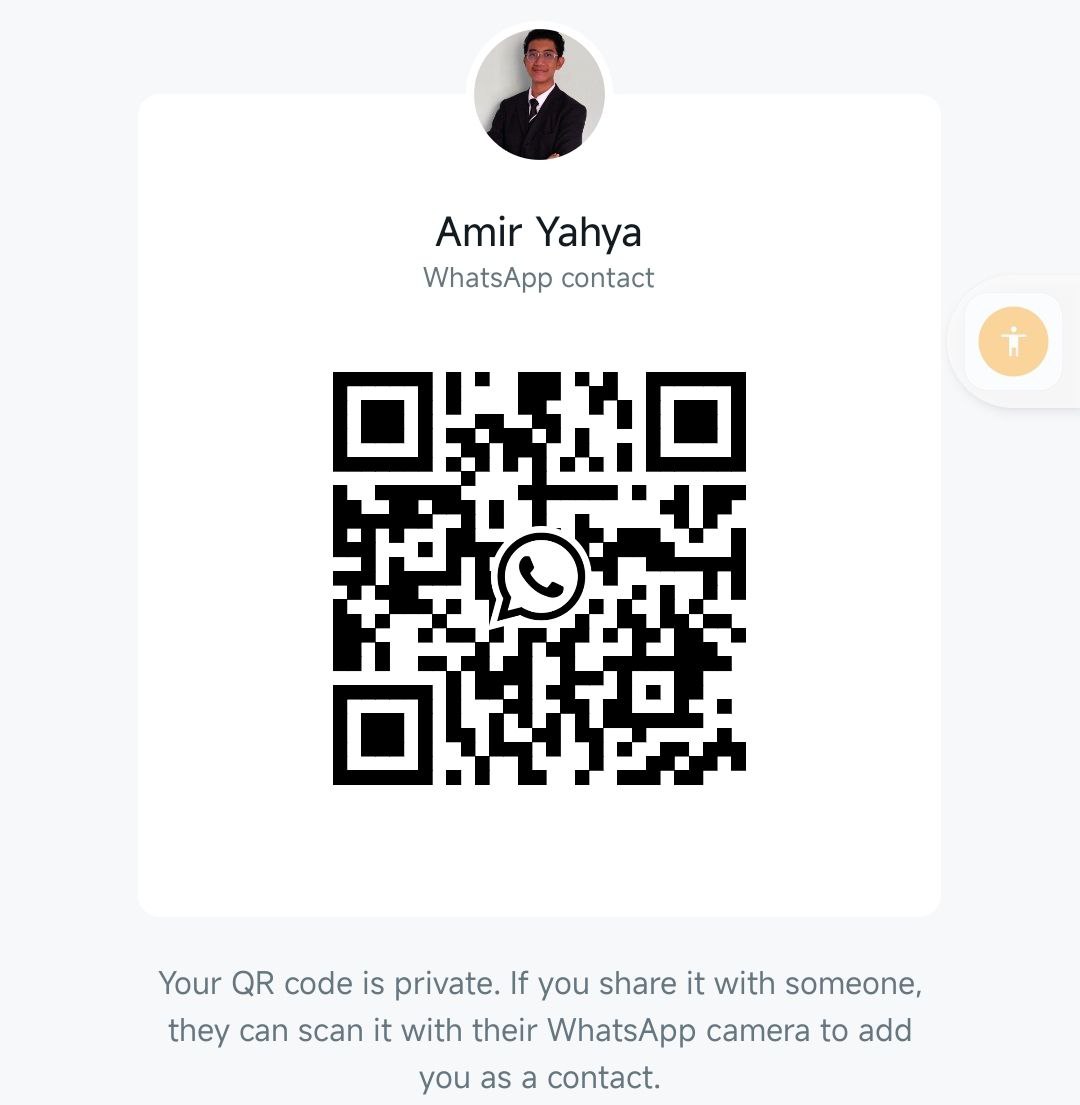 Amir Yahya
WhatsApp contact
Your QR code is private. If you share it with someone,
they can scan it with their WhatsApp camera to add
you as a contact.